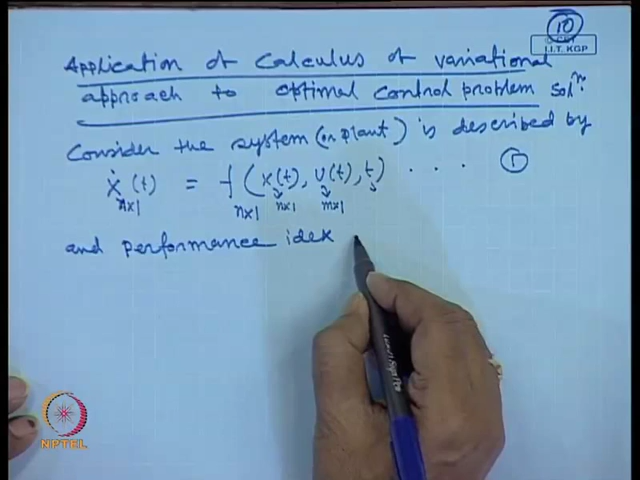 10
I.I.T. KGP
Application of Calculus of variational
approach to optimal control problem solⁿ.
Consider the system (or plant) is described by
ẋ(t) = f(x(t), u(t), t) . . . (1)
n×1 n×1 n×1 m×1
and performance idex
NPTEL